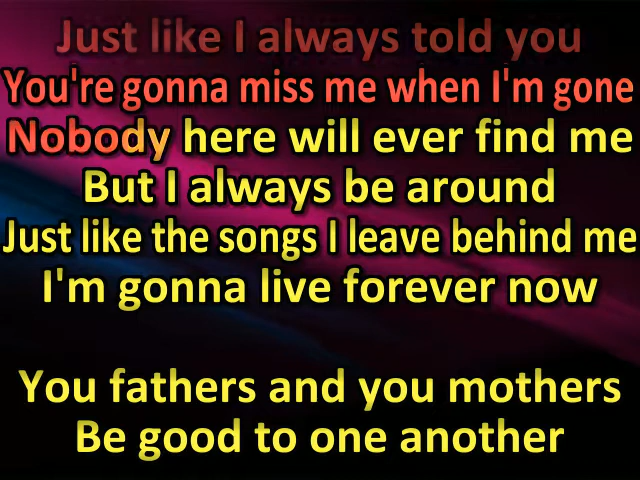 Just like I always told you
You're gonna miss me when I'm gone
Nobody here will ever find me
But I always be around
Just like the songs I leave behind me
I'm gonna live forever now
You fathers and you mothers
Be good to one another